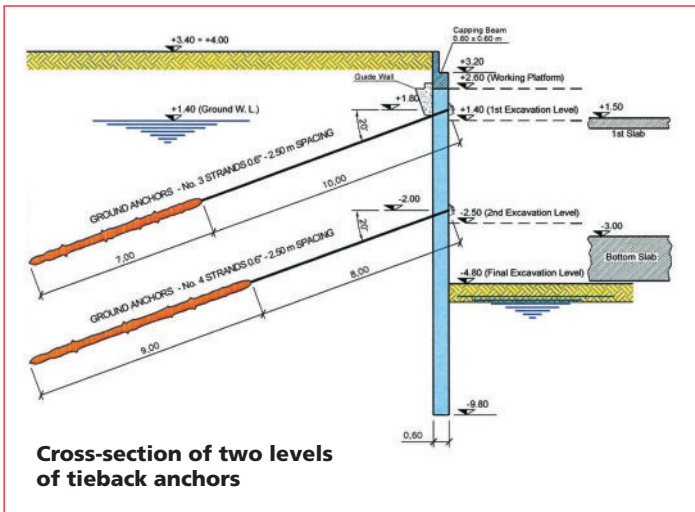 Capping Beam
0.60 x 0.60 m
+3.40 ÷ +4.00
+3.20
+2.60 (Working Platform)
Guide Wall
+1.80
+1.40 (1st Excavation Level)
+1.50
1st Slab
+1.40 (Ground W. L.)
20°
GROUND ANCHORS - No. 3 STRANDS 0.6" - 2.50 m SPACING
10,00
7,00
-2.00
-2.50 (2nd Excavation Level)
-3.00
Bottom Slab
20°
GROUND ANCHORS - No. 4 STRANDS 0.6" - 2.50 m SPACING
8,00
9,00
-4.80 (Final Excavation Level)
-9.80
0,60
Cross-section of two levels
of tieback anchors